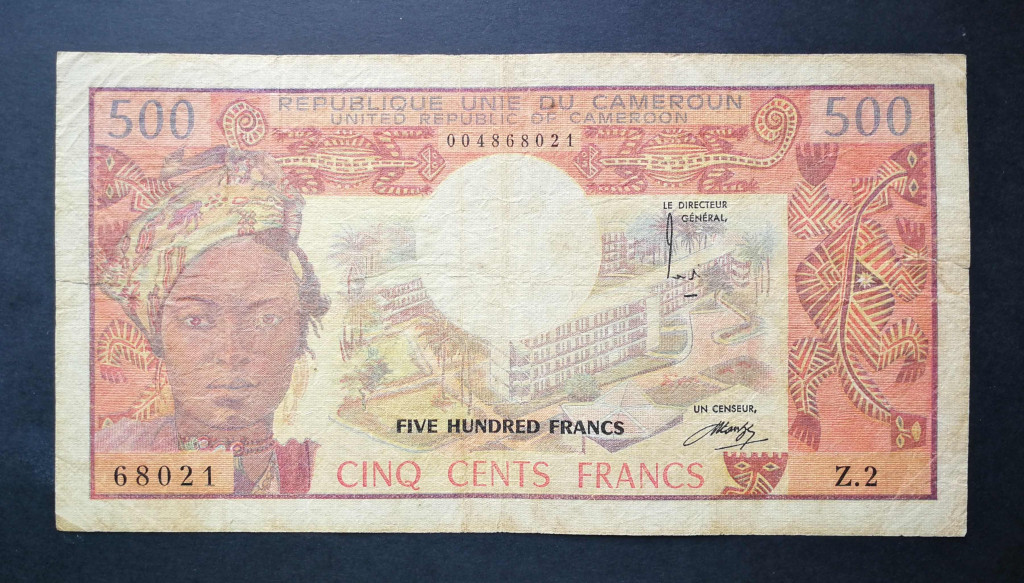 500
REPUBLIQUE UNIE DU CAMEROUN
UNITED REPUBLIC OF CAMEROON
500
004868021
LE DIRECTEUR
GÉNÉRAL,
UN CENSEUR,
FIVE HUNDRED FRANCS
68021
CINQ CENTS FRANCS
Z.2